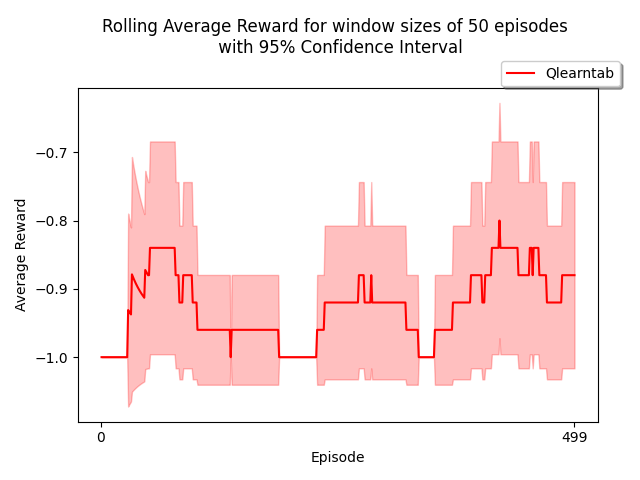 Rolling Average Reward for window sizes of 50 episodes
with 95% Confidence Interval
Qlearntab
−0.7
−0.8
−0.9
−1.0
Average Reward
0
499
Episode